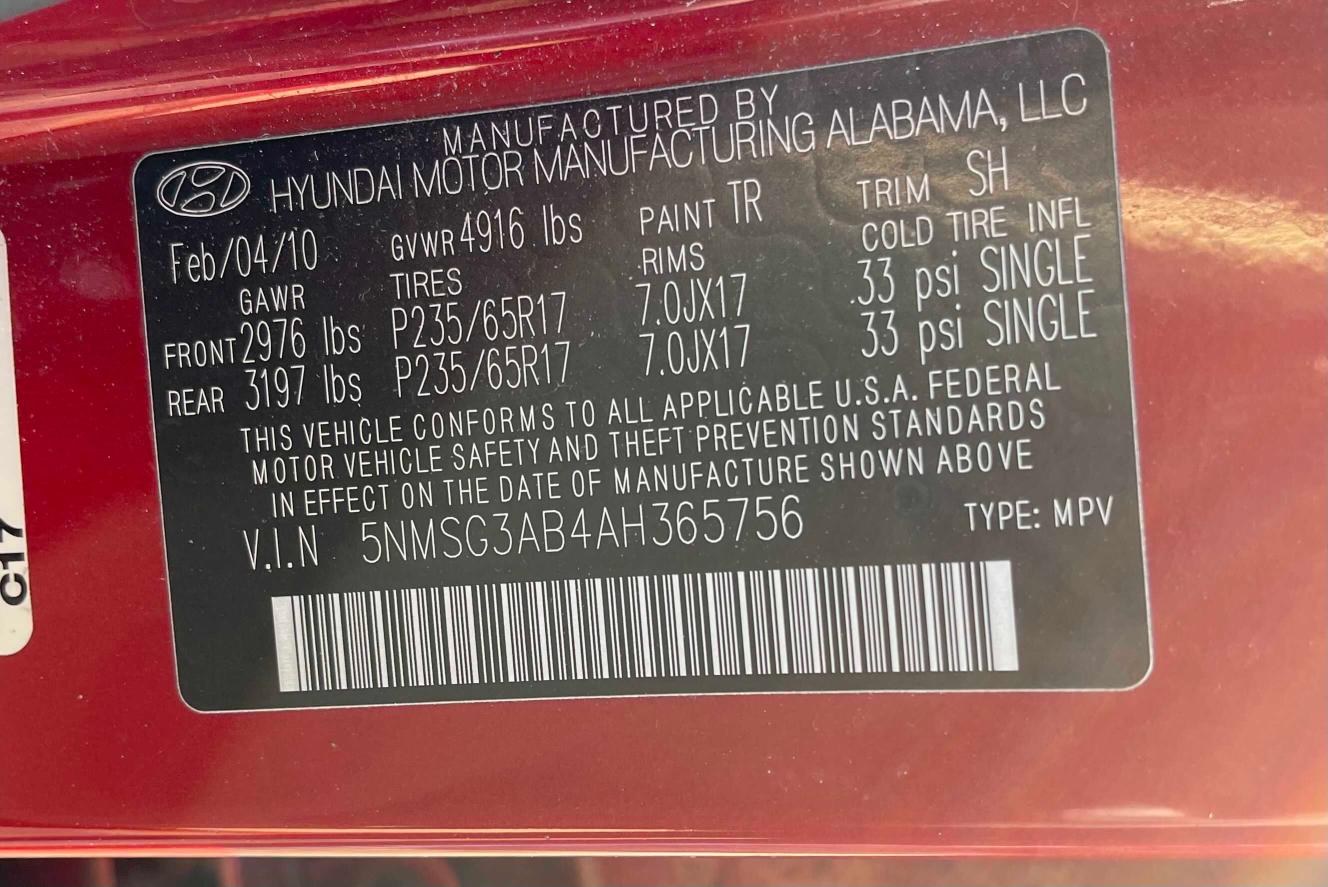 MANUFACTURED BY
HYUNDAI MOTOR MANUFACTURING ALABAMA, LLC
Feb/04/10 GVWR 4916 lbs PAINT TR TRIM SH
GAWR TIRES RIMS COLD TIRE INFL
FRONT 2976 lbs P235/65R17 7.0JX17 33 psi SINGLE
REAR 3197 lbs P235/65R17 7.0JX17 33 psi SINGLE
THIS VEHICLE CONFORMS TO ALL APPLICABLE U.S.A. FEDERAL
MOTOR VEHICLE SAFETY AND THEFT PREVENTION STANDARDS
IN EFFECT ON THE DATE OF MANUFACTURE SHOWN ABOVE
V.I.N 5NMSG3AB4AH365756 TYPE: MPV
C17